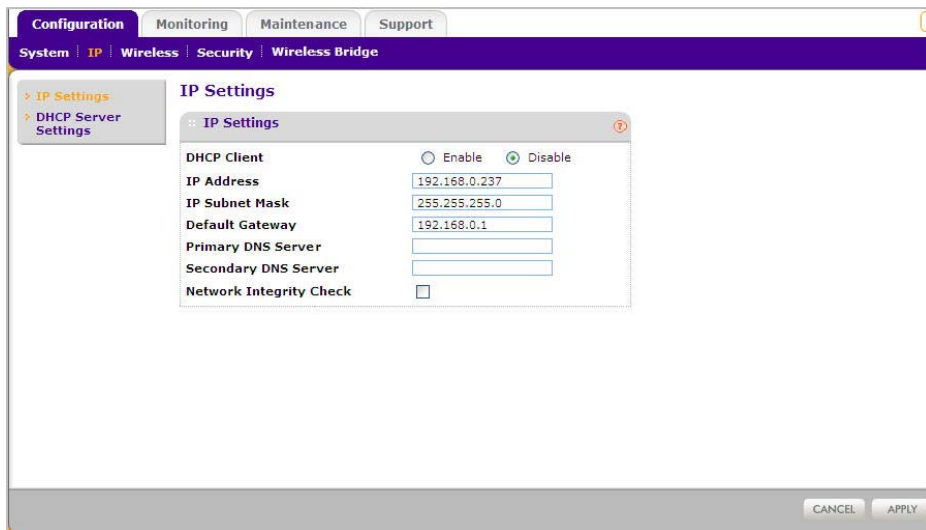 Configuration Monitoring Maintenance Support
System IP Wireless Security Wireless Bridge
IP Settings
DHCP Server
Settings
IP Settings
IP Settings ?
DHCP Client Enable Disable
IP Address 192.168.0.237
IP Subnet Mask 255.255.255.0
Default Gateway 192.168.0.1
Primary DNS Server
Secondary DNS Server
Network Integrity Check
CANCEL APPLY